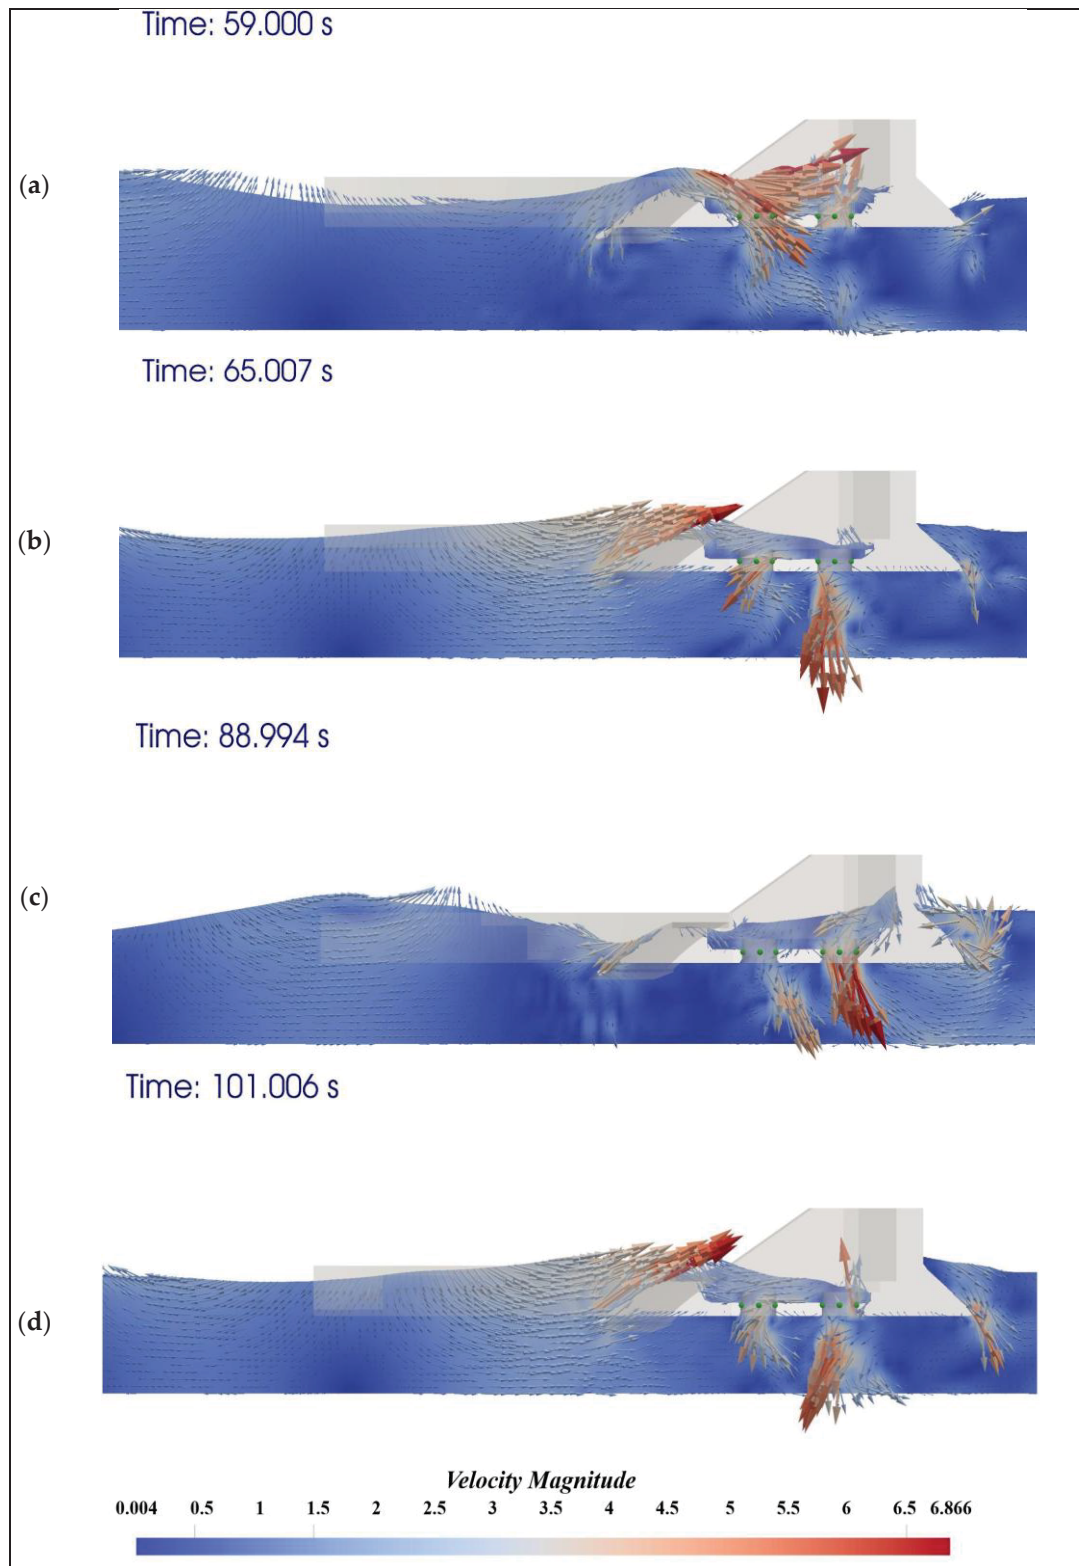 Time: 59.000 s
(a)
Time: 65.007 s
(b)
Time: 88.994 s
(c)
Time: 101.006 s
(d)
Velocity Magnitude
0.004 0.5 1 1.5 2 2.5 3 3.5 4 4.5 5 5.5 6 6.5 6.866